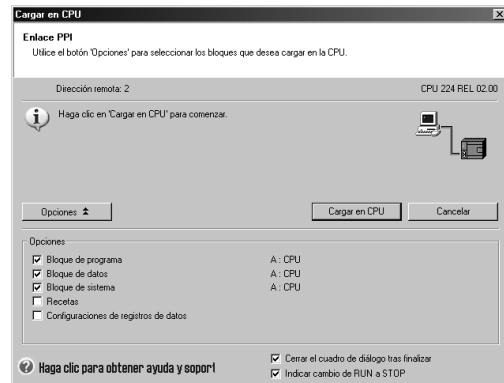 Cargar en CPU
Enlace PPI
Utilice el botón 'Opciones' para seleccionar los bloques que desea cargar en la CPU.
Dirección remota: 2 CPU 224 REL 02.00
Haga clic en 'Cargar en CPU' para comenzar.
Opciones Cargar en CPU Cancelar
Opciones
Bloque de programa A : CPU
Bloque de datos A : CPU
Bloque de sistema A : CPU
Recetas
Configuraciones de registros de datos
Cerrar el cuadro de diálogo tras finalizar
Haga clic para obtener ayuda y soport
Indicar cambio de RUN a STOP